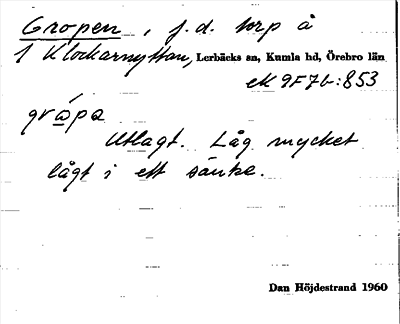 Gropen, f.d. torp å
1 Klockarnyttan, Lerbäcks sn, Kumla hd, Örebro län
ek 9F7b:853
grápa
Utlagt. Låg mycket
lågt i ett sänke.
Dan Höjdestrand 1960